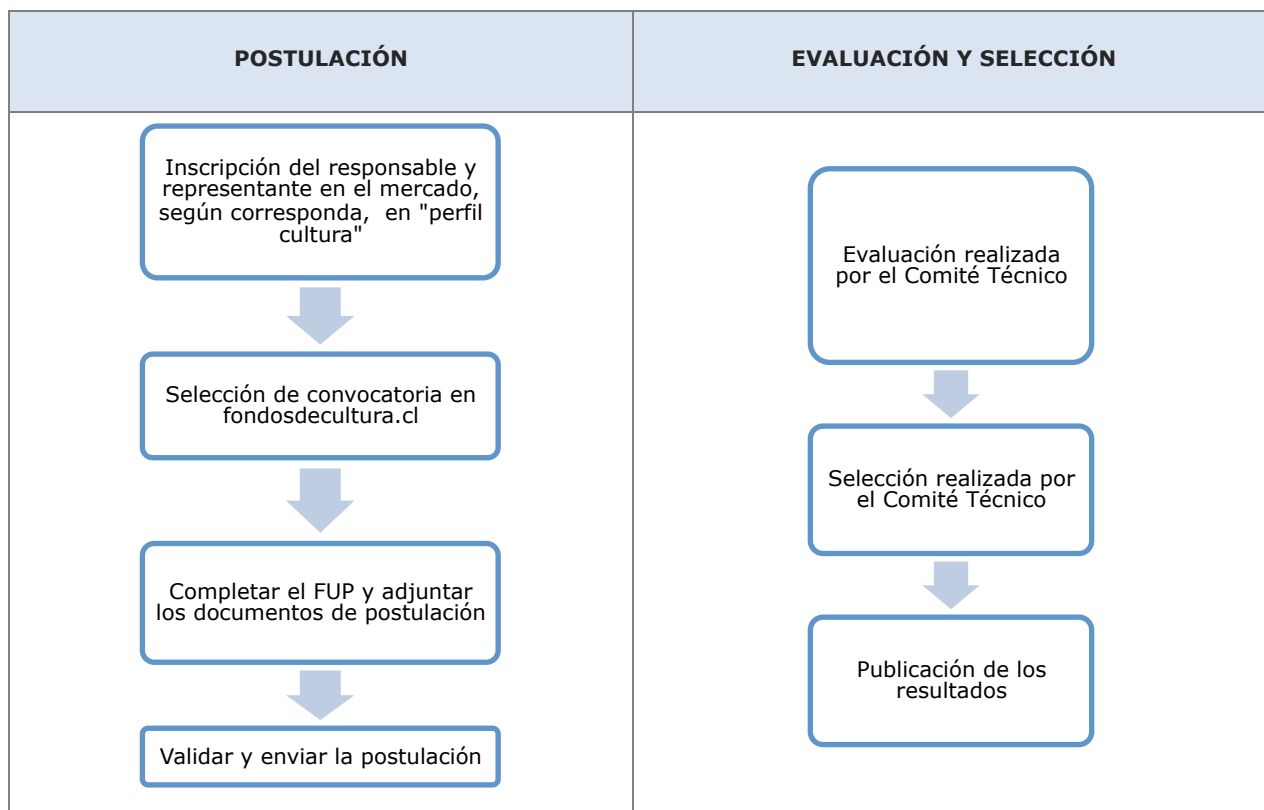 POSTULACIÓN
Inscripción del responsable y
representante en el mercado,
según corresponda, en "perfil
cultura"
Selección de convocatoria en
fondosdecultura.cl
Completar el FUP y adjuntar
los documentos de postulación
Validar y enviar la postulación
EVALUACIÓN Y SELECCIÓN
Evaluación realizada
por el Comité Técnico
Selección realizada por
el Comité Técnico
Publicación de los
resultados